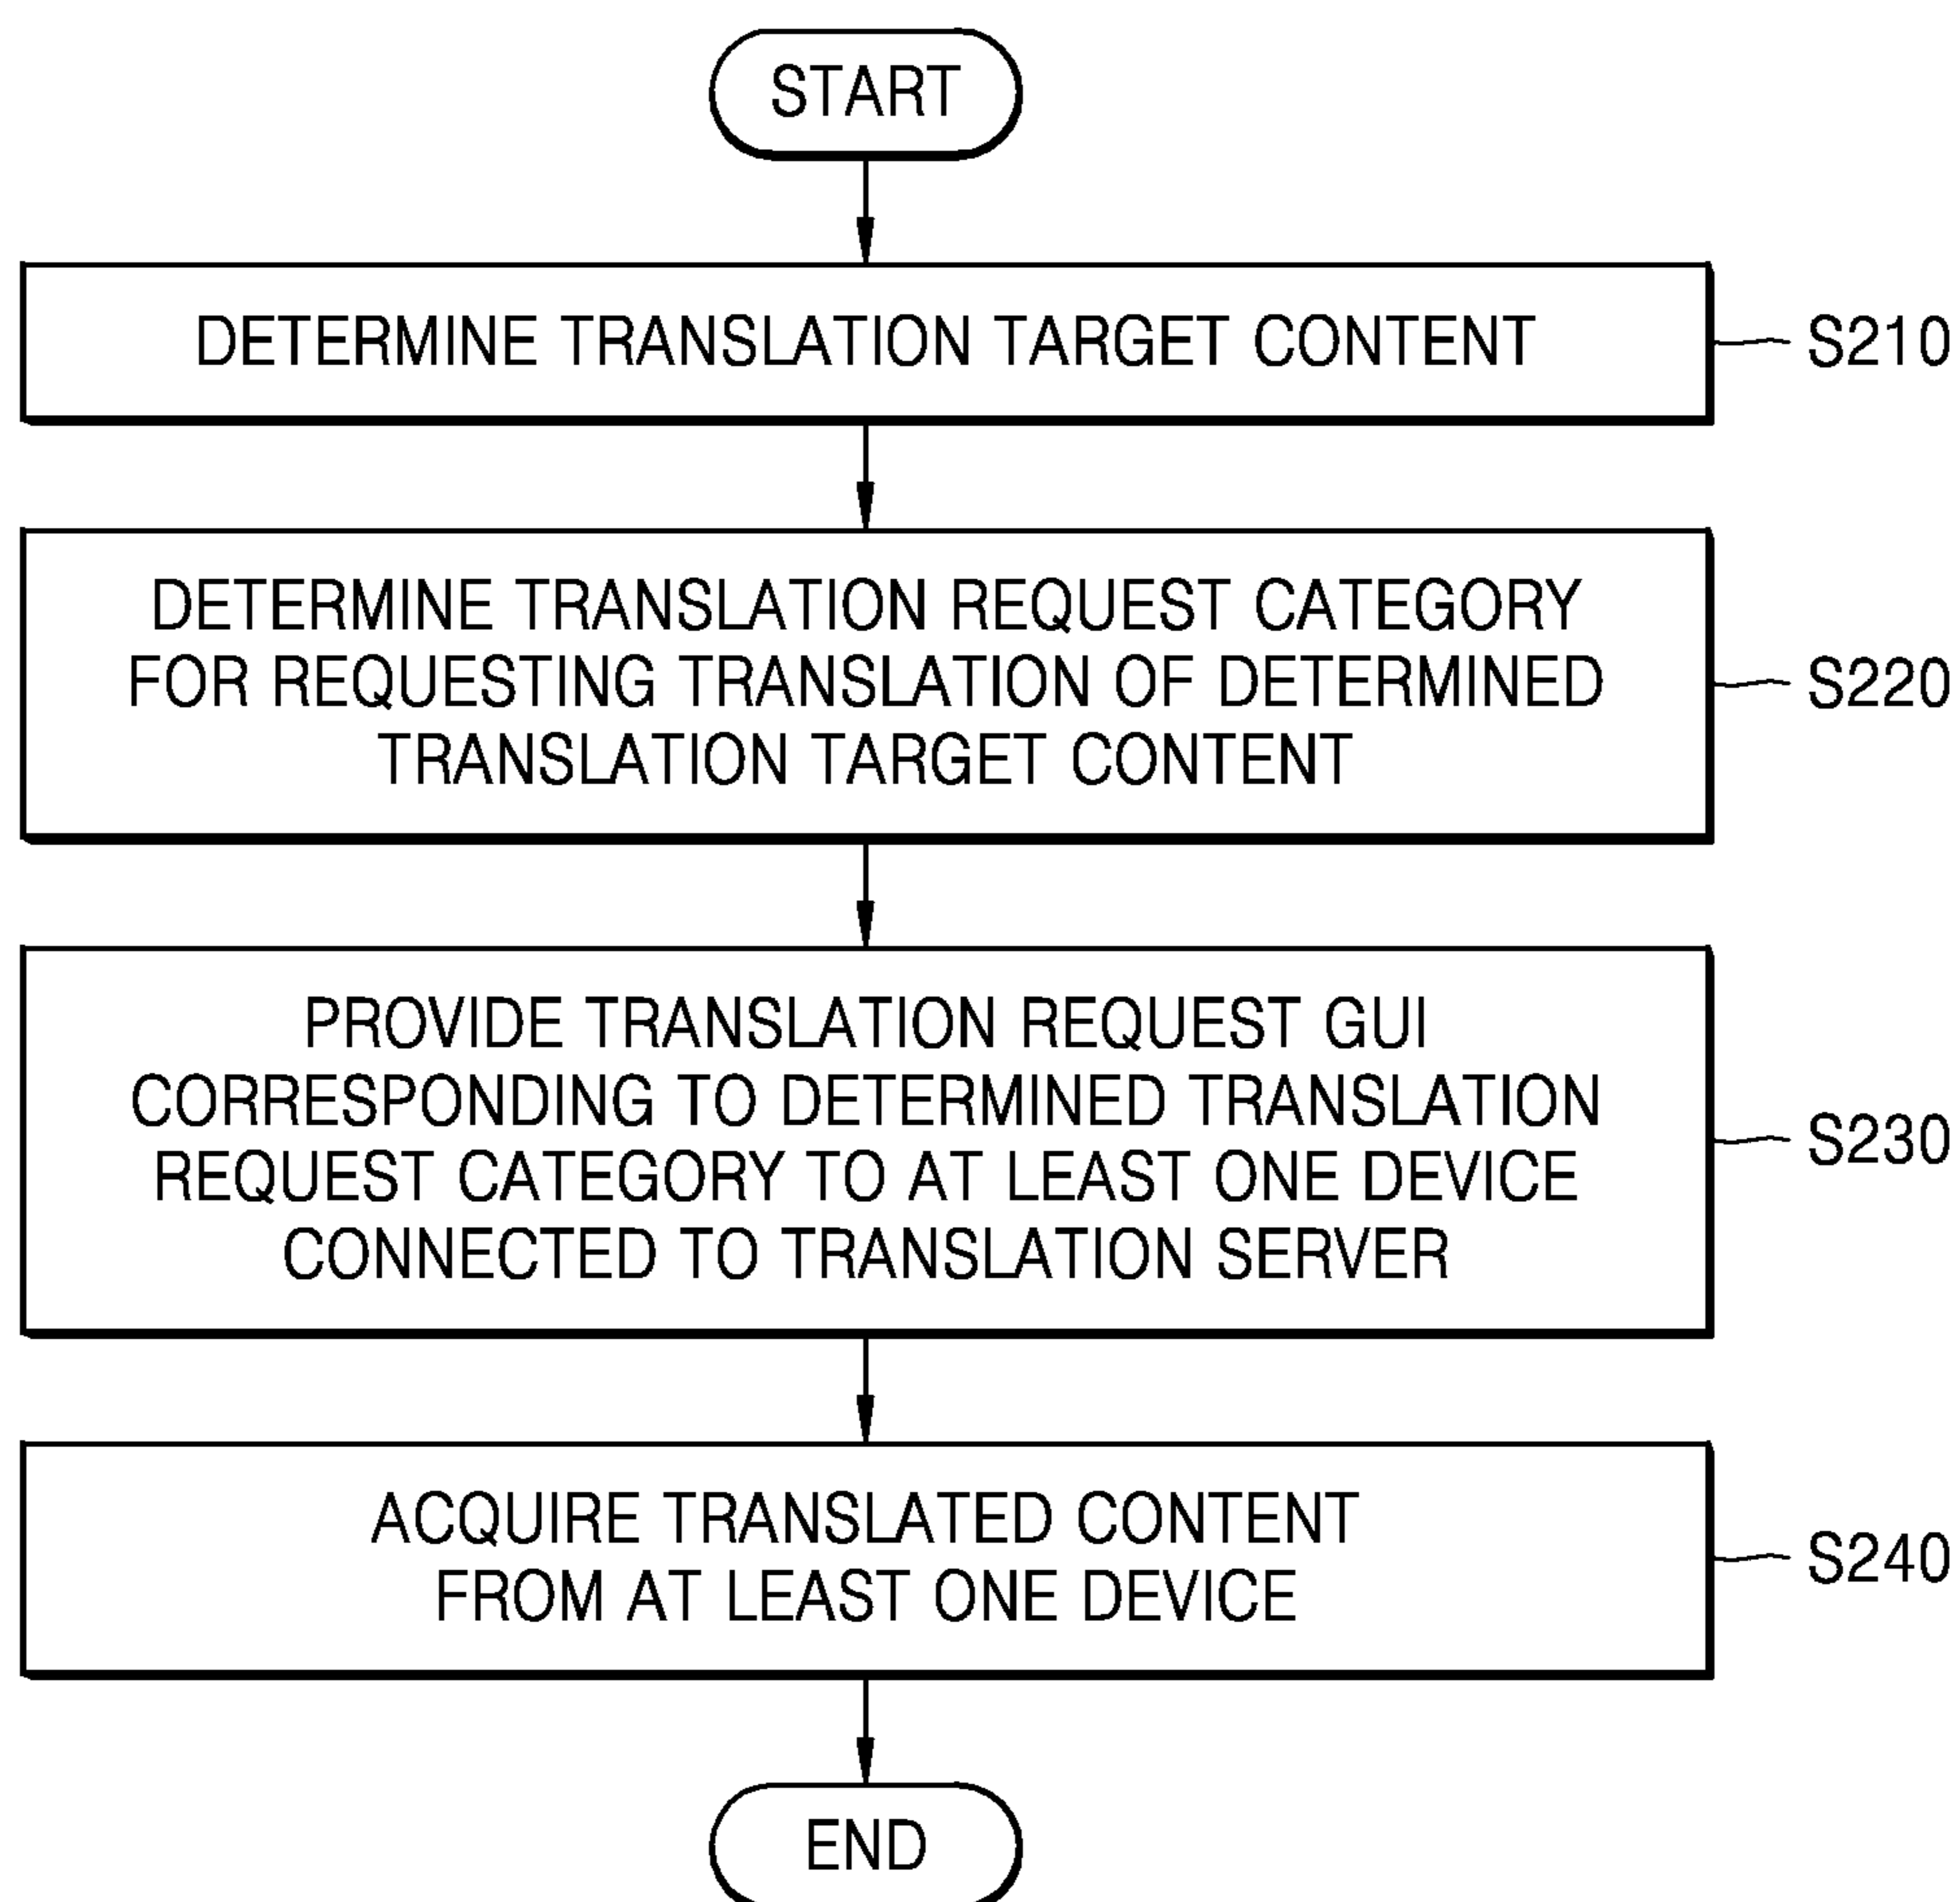 START
DETERMINE TRANSLATION TARGET CONTENT
S210
DETERMINE TRANSLATION REQUEST CATEGORY
FOR REQUESTING TRANSLATION OF DETERMINED
TRANSLATION TARGET CONTENT
S220
PROVIDE TRANSLATION REQUEST GUI
CORRESPONDING TO DETERMINED TRANSLATION
REQUEST CATEGORY TO AT LEAST ONE DEVICE
CONNECTED TO TRANSLATION SERVER
S230
ACQUIRE TRANSLATED CONTENT
FROM AT LEAST ONE DEVICE
S240
END